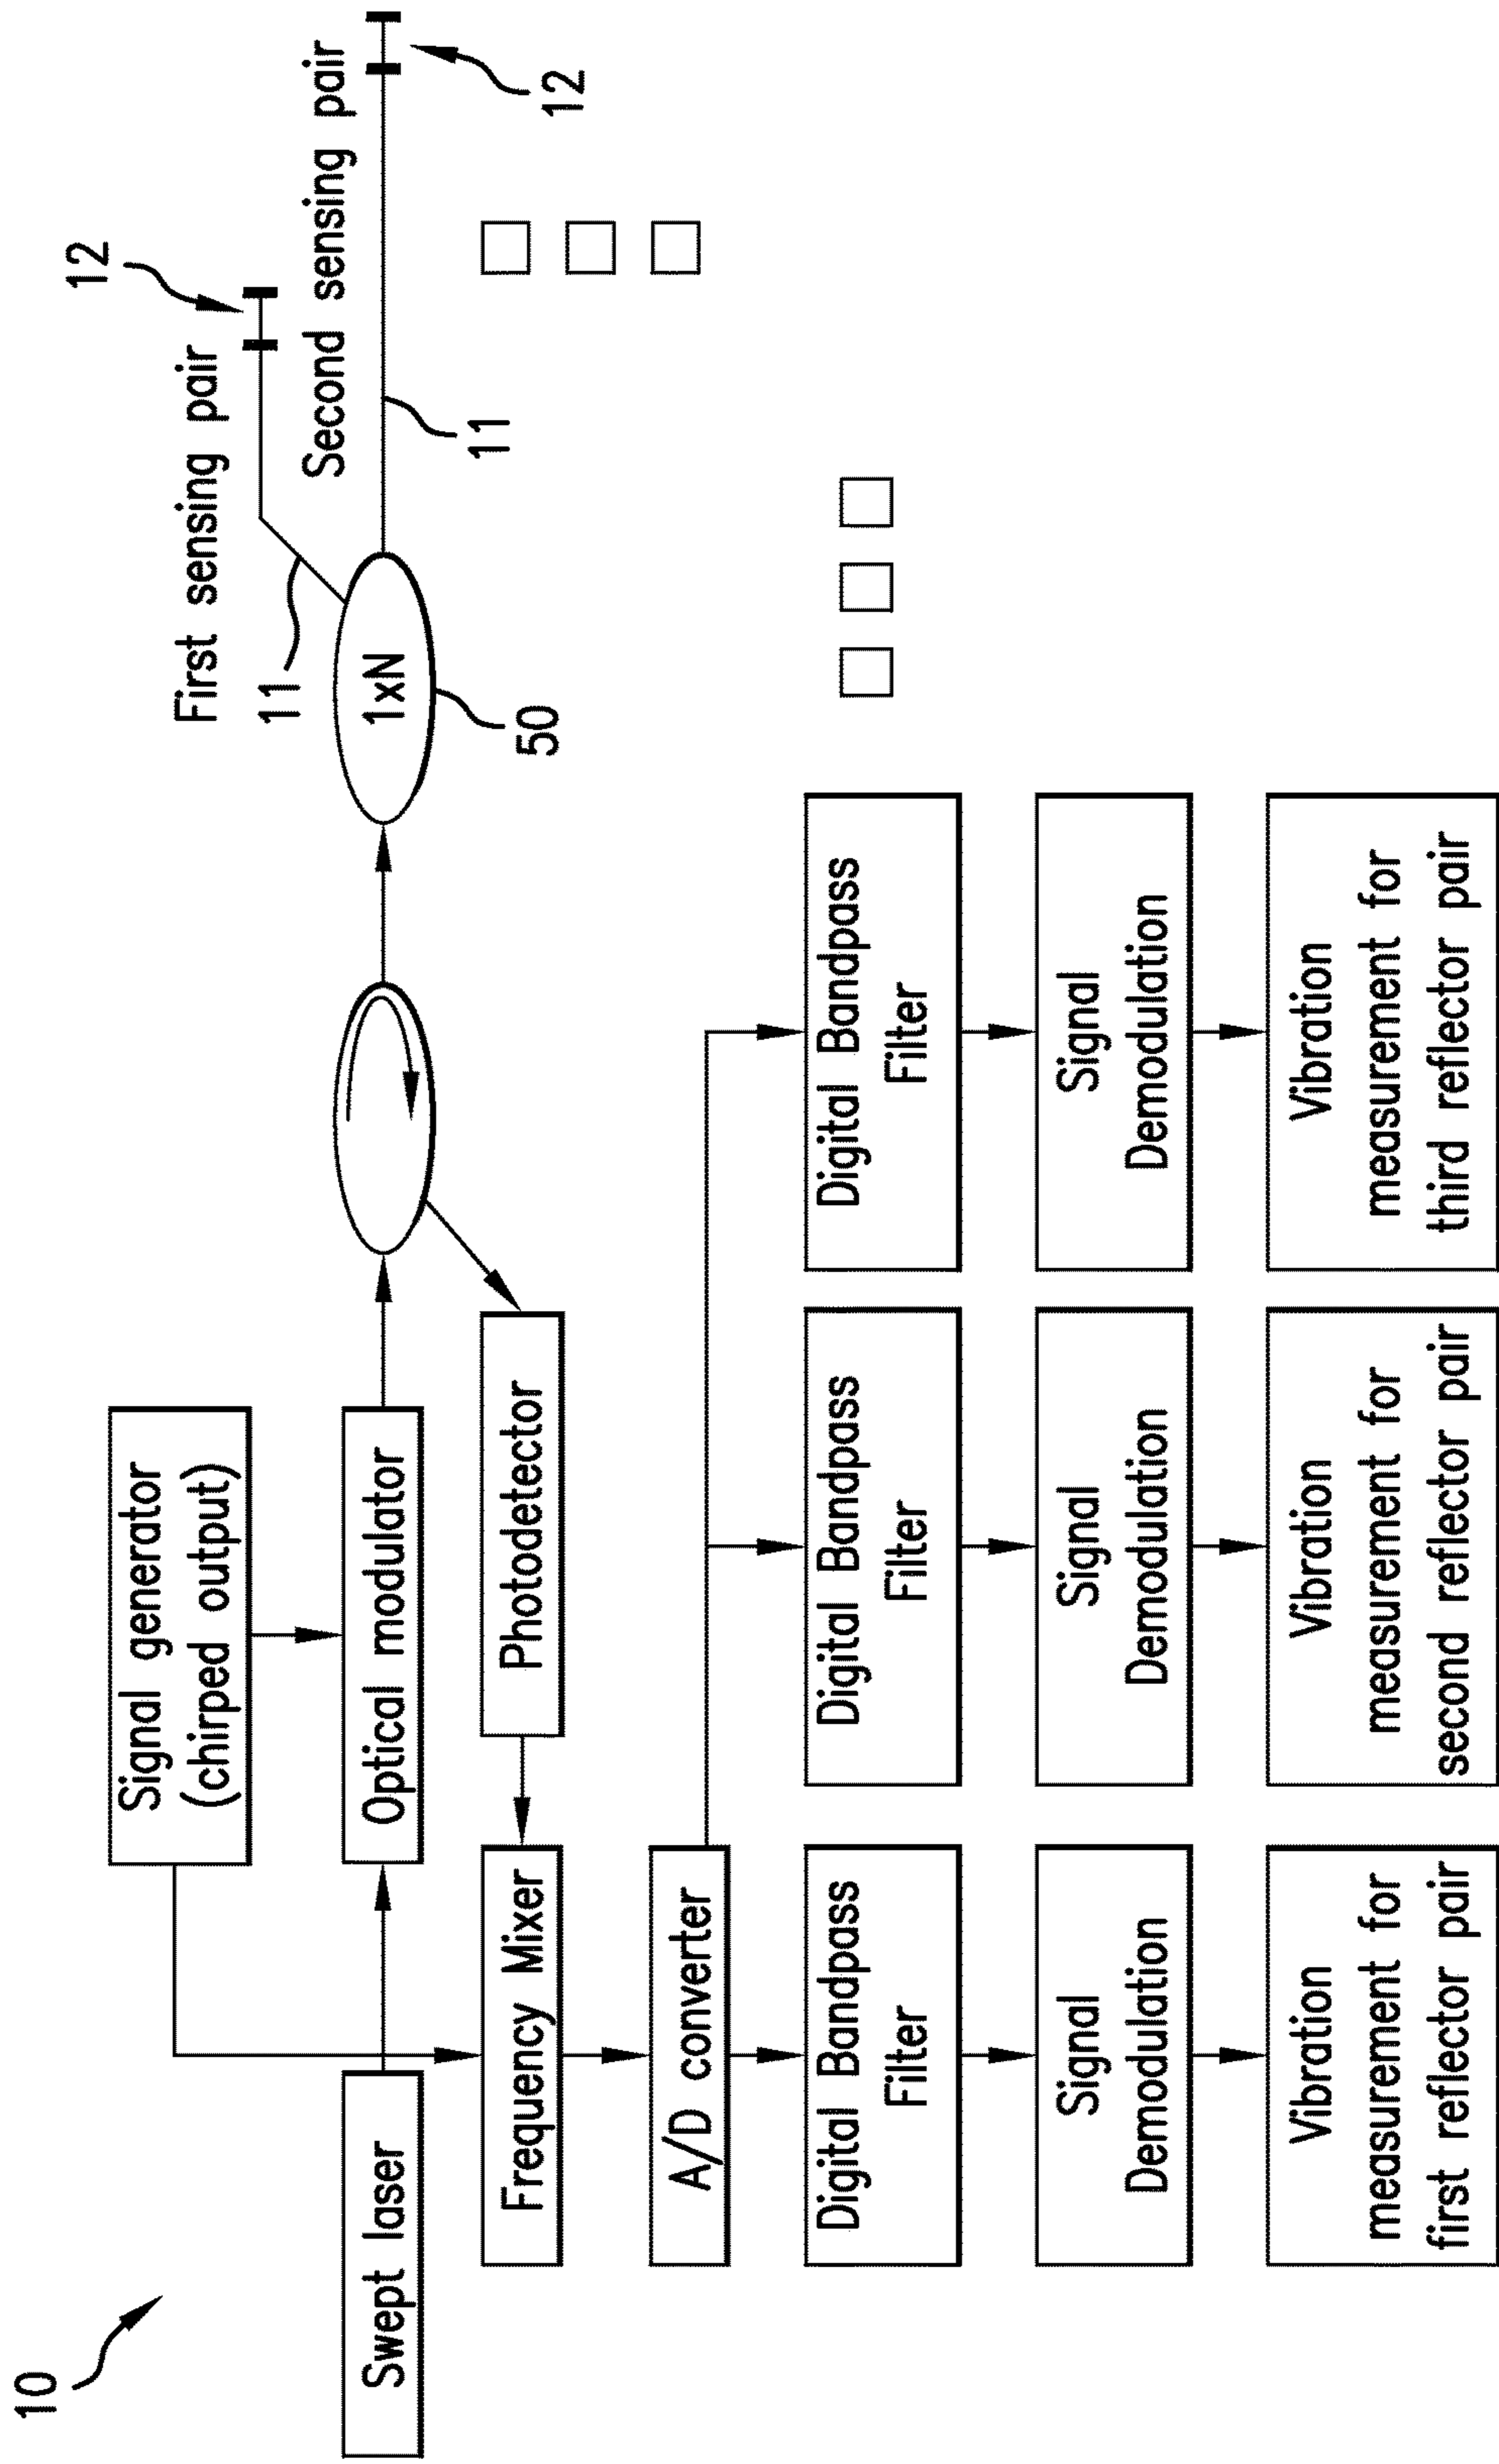 10
Signal generator
(chirped output)
First sensing pair
12
11
Second sensing pair
12
11
Swept laser
Optical modulator
1xN
50
Photodetector
Frequency Mixer
A/D converter
Digital Bandpass
Filter
Digital Bandpass
Filter
Digital Bandpass
Filter
Signal
Demodulation
Signal
Demodulation
Signal
Demodulation
Vibration
measurement for
first reflector pair
Vibration
measurement for
second reflector pair
Vibration
measurement for
third reflector pair